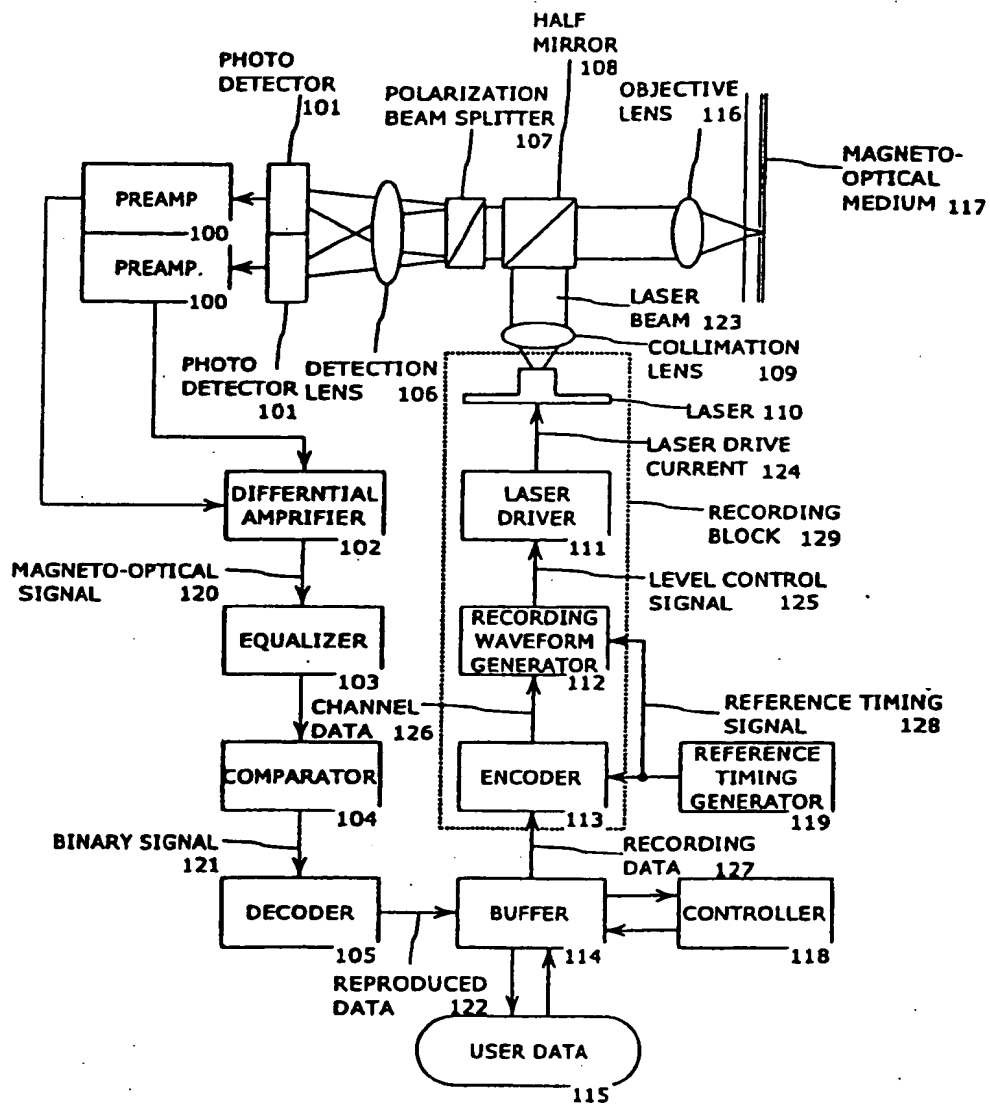 HALF
MIRROR
108
PHOTO
DETECTOR
101
POLARIZATION
BEAM SPLITTER
107
OBJECTIVE
LENS 116
MAGNETO-
OPTICAL
MEDIUM 117
PREAMP
100
PREAMP.
100
PHOTO
DETECTOR
101
DETECTION
LENS
106
LASER
BEAM 123
COLLIMATION
LENS
109
LASER 110
LASER DRIVE
CURRENT 124
DIFFERNTIAL
AMPRIFIER
102
LASER
DRIVER
111
RECORDING
BLOCK 129
MAGNETO-OPTICAL
SIGNAL 120
LEVEL CONTROL
SIGNAL 125
EQUALIZER
103
RECORDING
WAVEFORM
GENERATOR
112
CHANNEL
DATA 126
REFERENCE TIMING
SIGNAL
128
COMPARATOR
104
ENCODER
113
REFERENCE
TIMING
GENERATOR
119
BINARY SIGNAL
121
RECORDING
DATA 127
DECODER
105
BUFFER
114
CONTROLLER
118
REPRODUCED
DATA 122
USER DATA
115